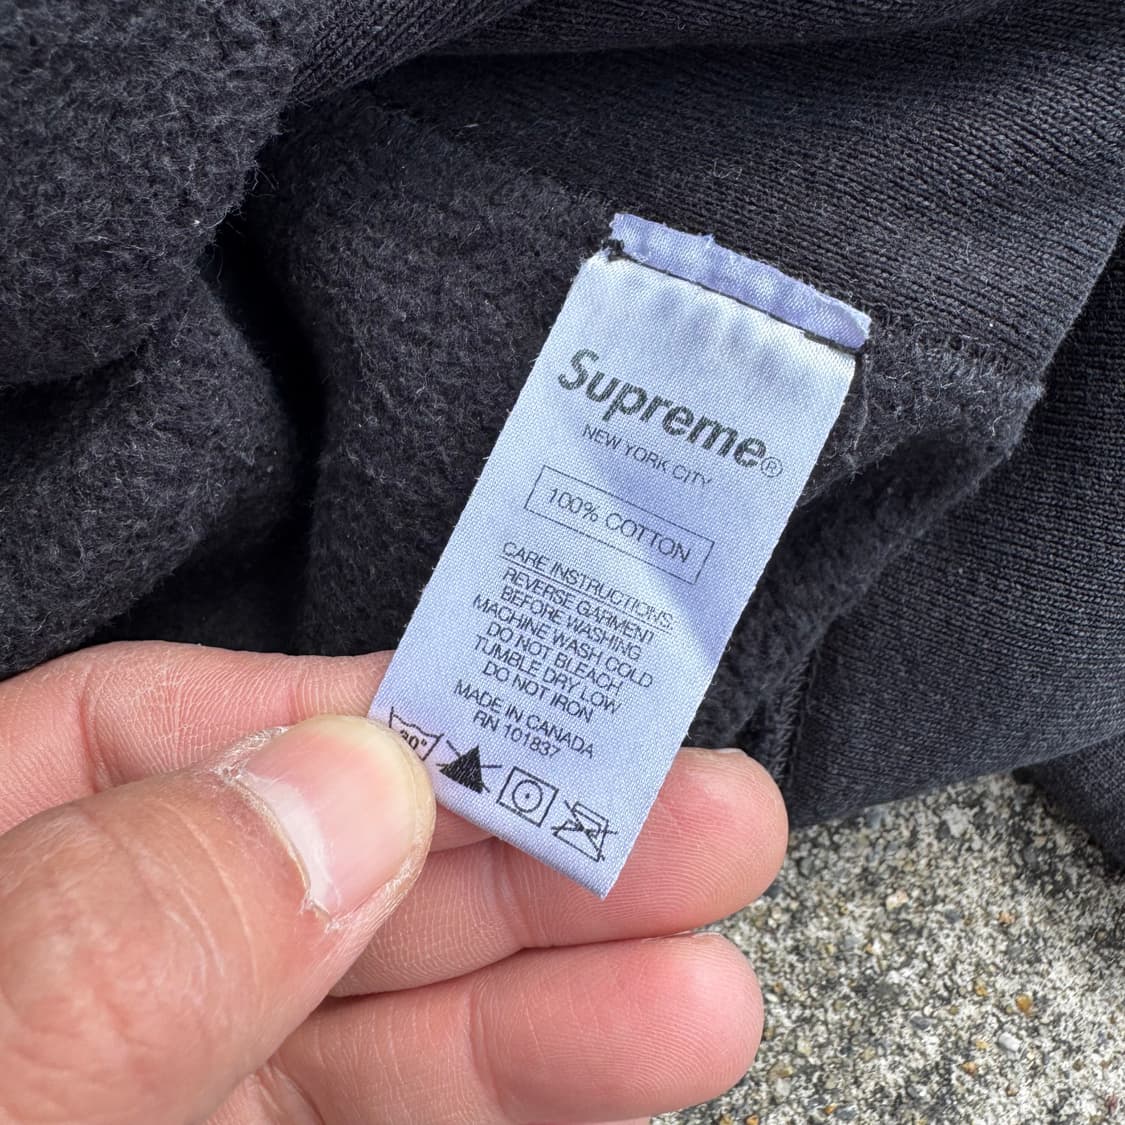 Supreme®
NEW YORK CITY
100% COTTON
CARE INSTRUCTIONS:
REVERSE GARMENT
BEFORE WASHING
MACHINE WASH COLD
DO NOT BLEACH
TUMBLE DRY LOW
DO NOT IRON
MADE IN CANADA
RN 101837
30°